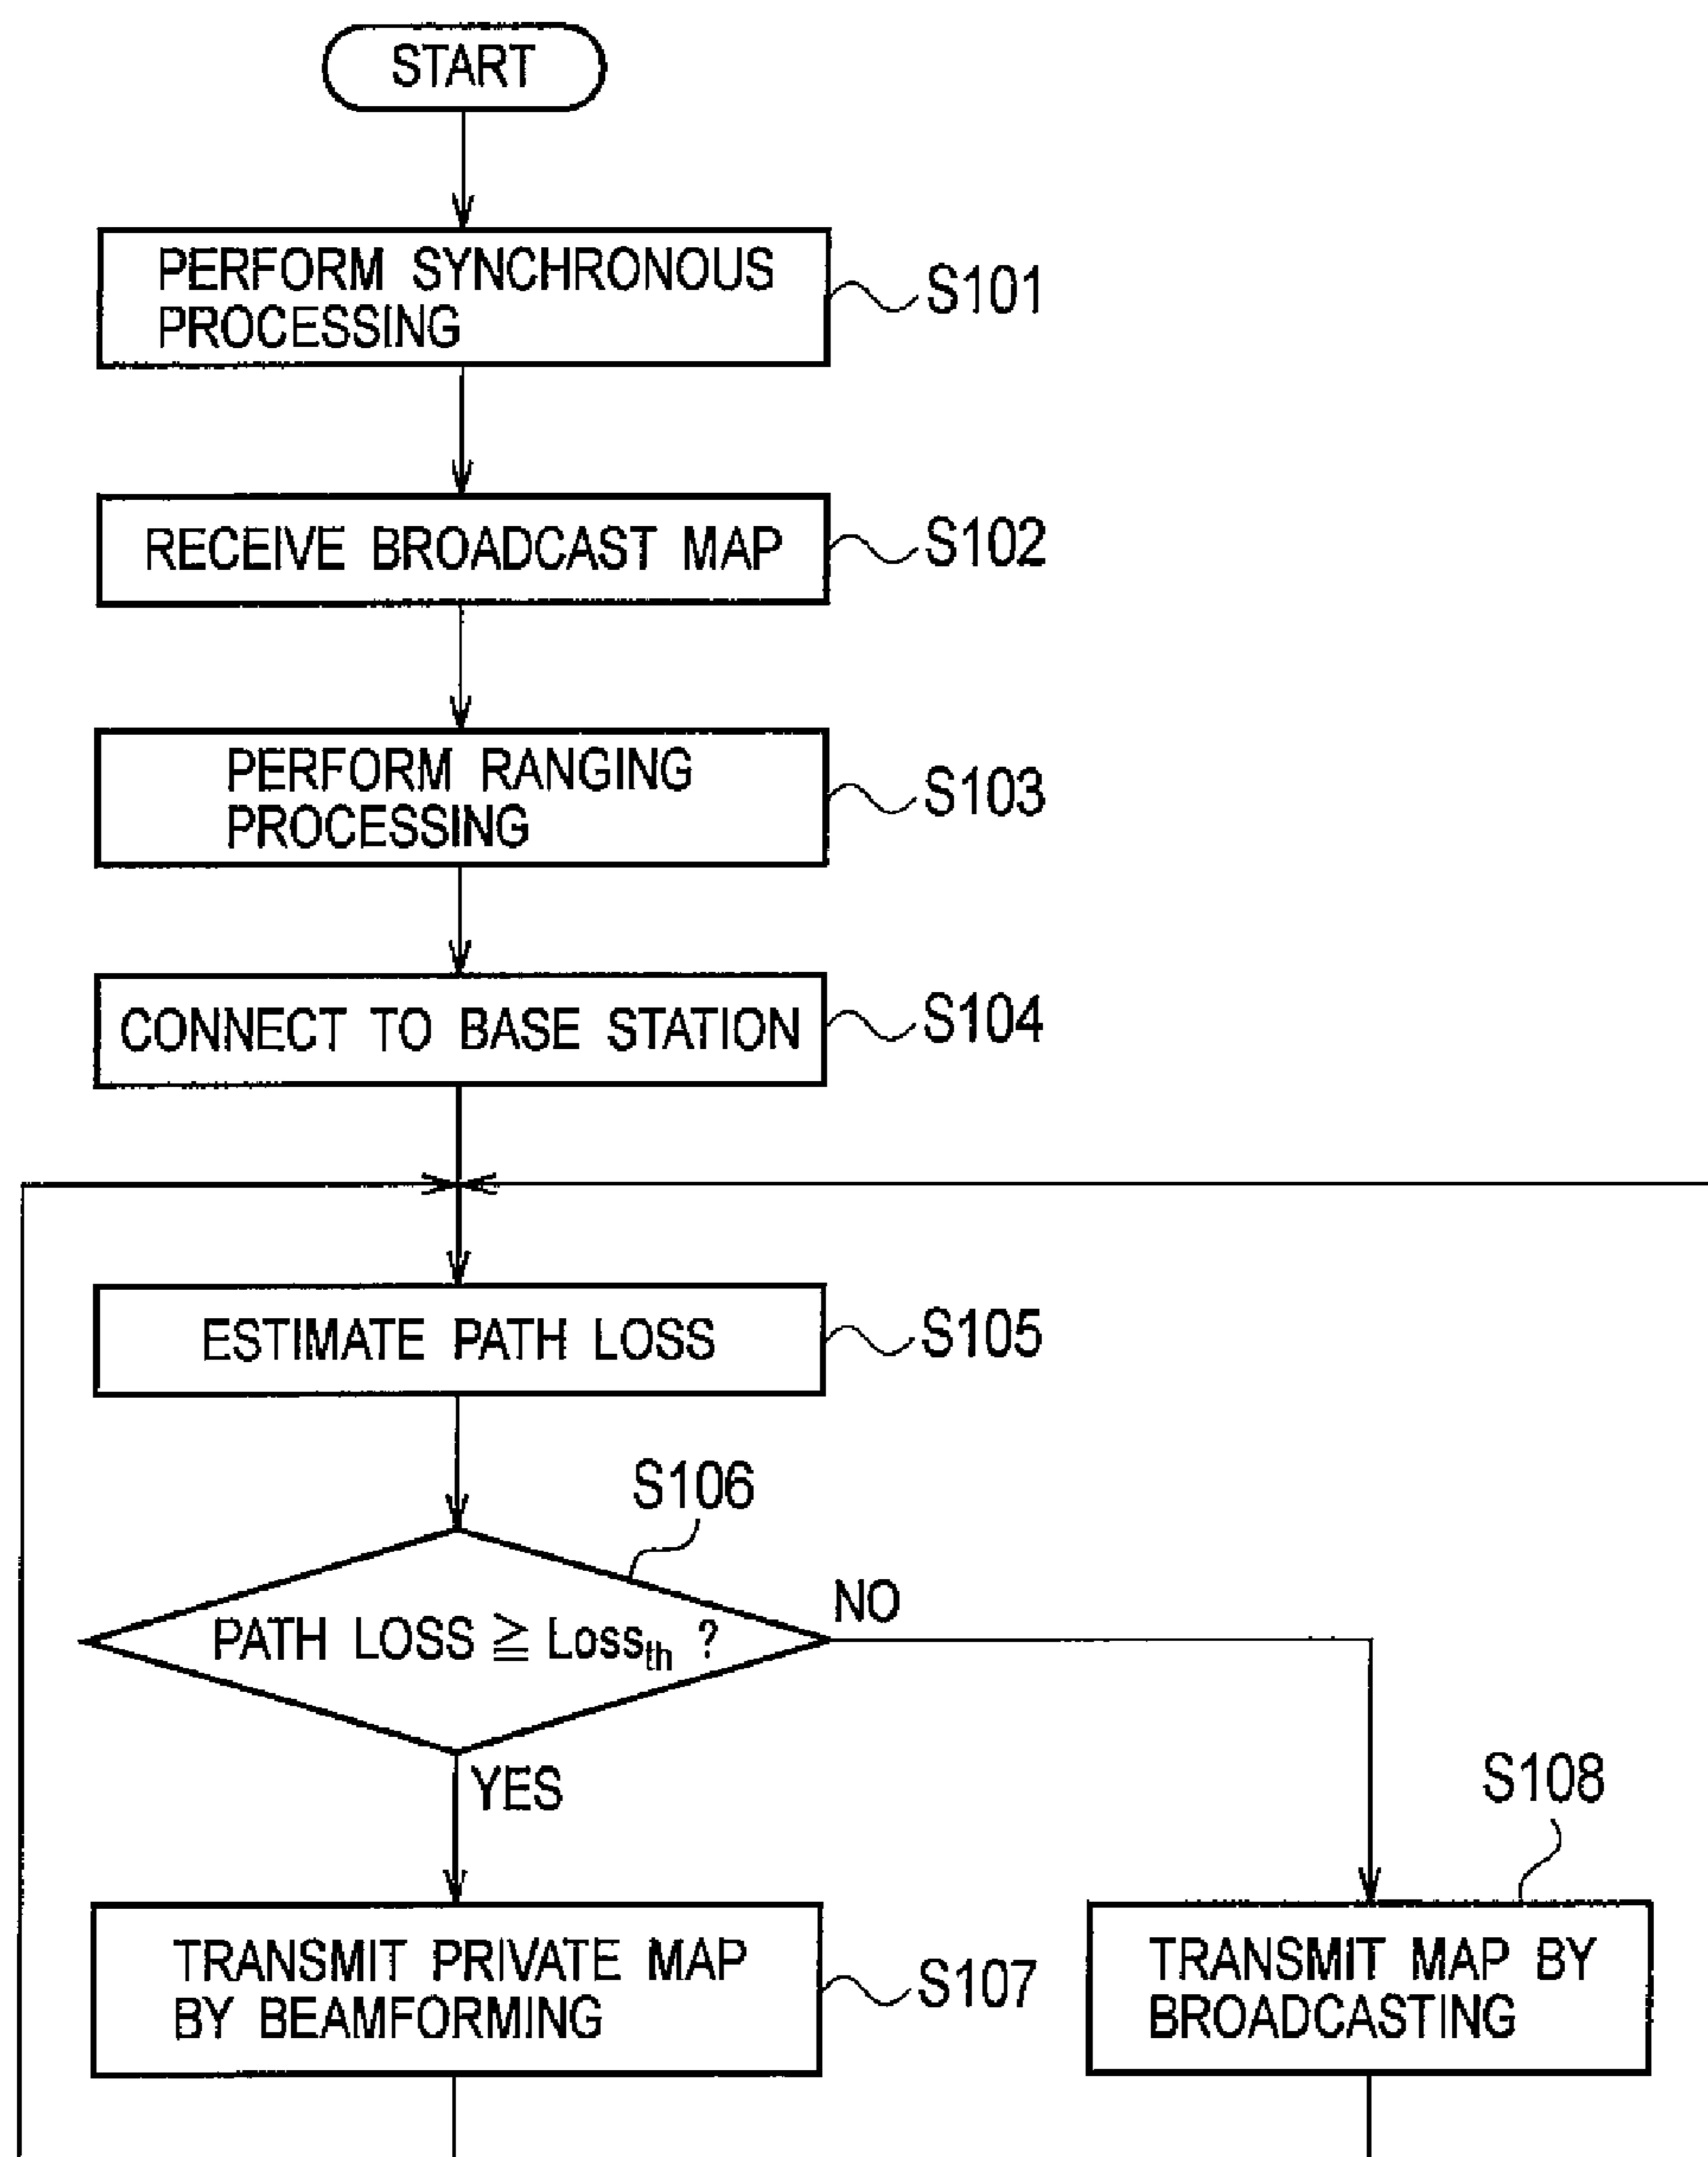 START
PERFORM SYNCHRONOUS
PROCESSING
S101
RECEIVE BROADCAST MAP
S102
PERFORM RANGING
PROCESSING
S103
CONNECT TO BASE STATION
S104
ESTIMATE PATH LOSS
S105
S106
PATH LOSS ≧ Lossth ?
NO
YES
S108
TRANSMIT PRIVATE MAP
BY BEAMFORMING
S107
TRANSMIT MAP BY
BROADCASTING